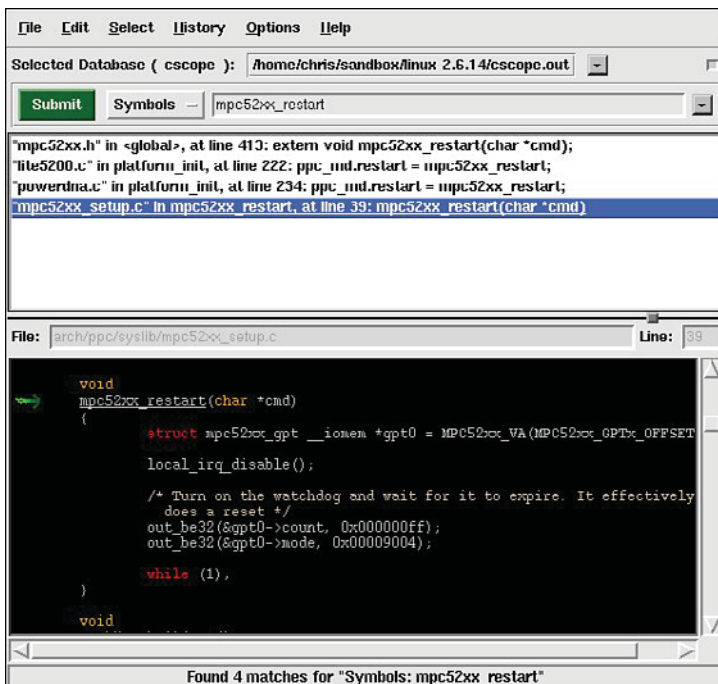 File Edit Select History Options Help
Selected Database ( cscope ): /home/chris/sandbox/linux 2.6.14/cscope.out
Submit Symbols mpc52xx_restart
"mpc52xx.h" in <global>, at line 413: extern void mpc52xx_restart(char *cmd);
"lite5200.c" in platform_init, at line 222: ppc_md.restart = mpc52xx_restart;
"powerdna.c" in platform_init, at line 234: ppc_md.restart = mpc52xx_restart;
"mpc52xx_setup.c" in mpc52xx_restart, at line 39: mpc52xx_restart(char *cmd)
File: arch/ppc/syslib/mpc52xx_setup.c Line: 39
void
mpc52xx_restart(char *cmd)
{
struct mpc52xx_gpt __iomem *gpt0 = MPC52xx_VA(MPC52xx_GPTx_OFFSET
local_irq_disable();
/* Turn on the watchdog and wait for it to expire. It effectively
does a reset */
out_be32(&gpt0->count, 0x000000ff);
out_be32(&gpt0->mode, 0x00009004);
while (1);
}
void
Found 4 matches for "Symbols: mpc52xx_restart"